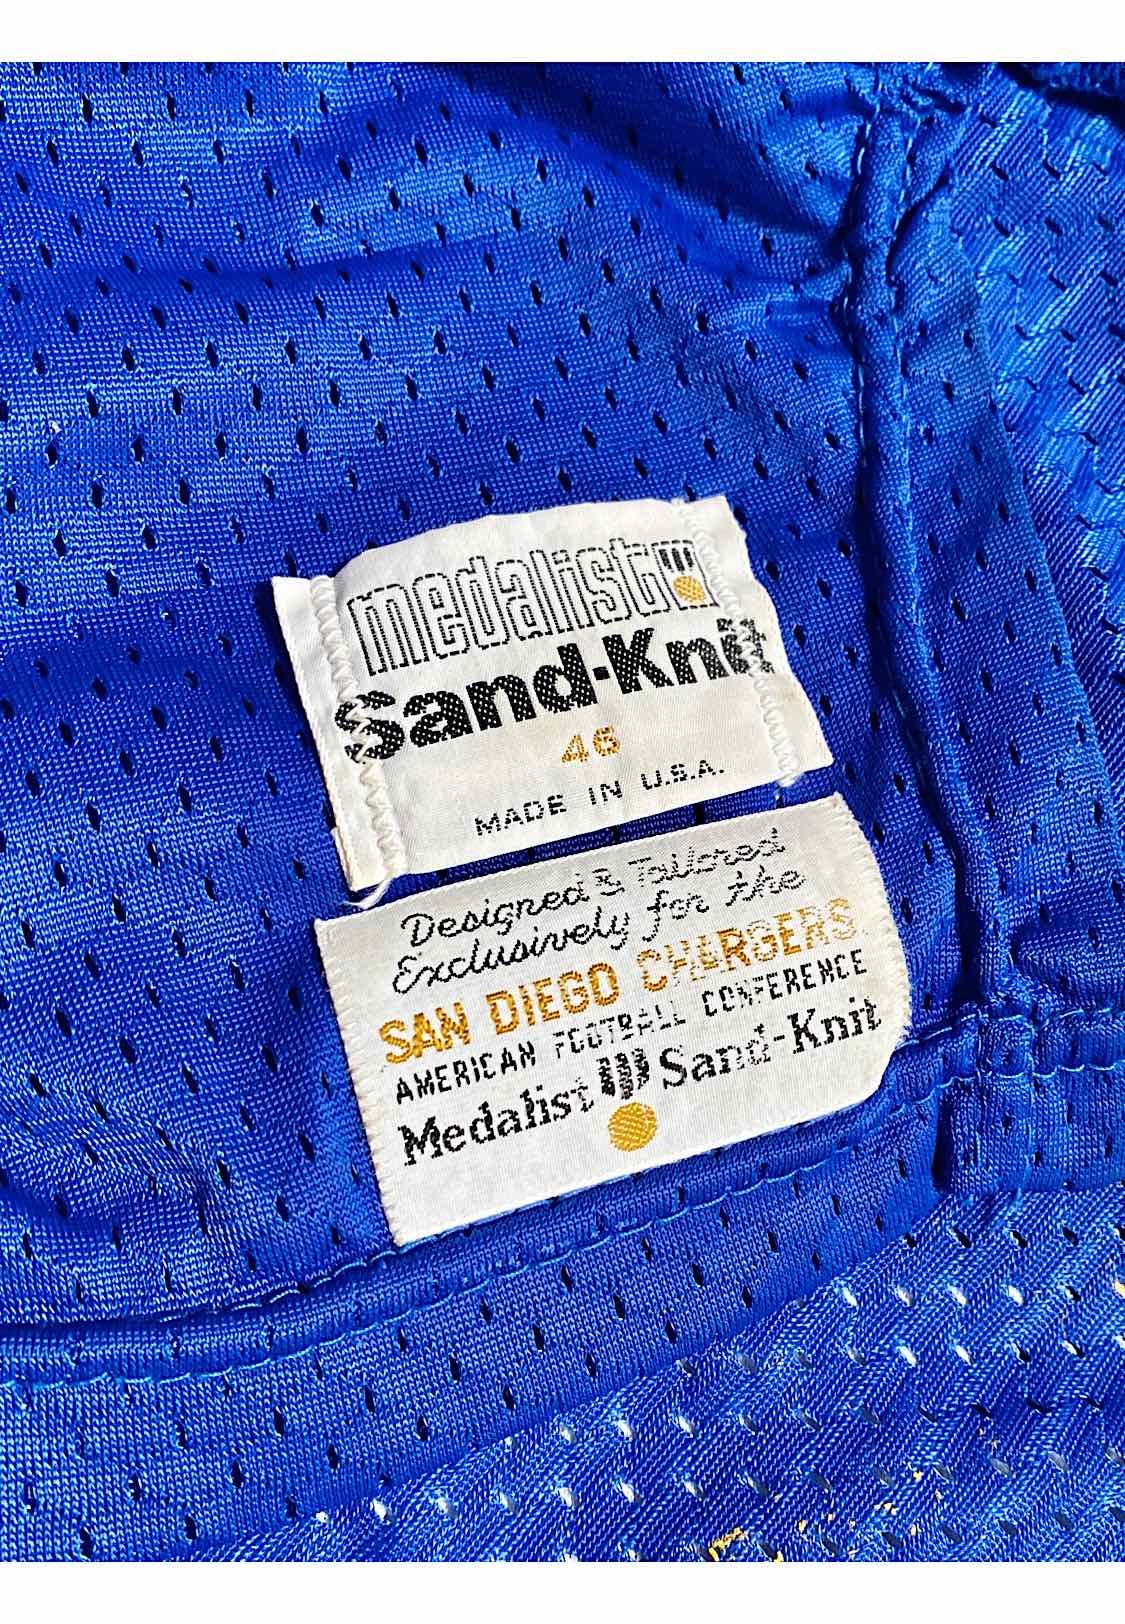 medalist
Sand-Knit
46
MADE IN U.S.A.
Designed & Tailored
Exclusively for the
SAN DIEGO CHARGERS
AMERICAN FOOTBALL CONFERENCE
Medalist Sand-Knit